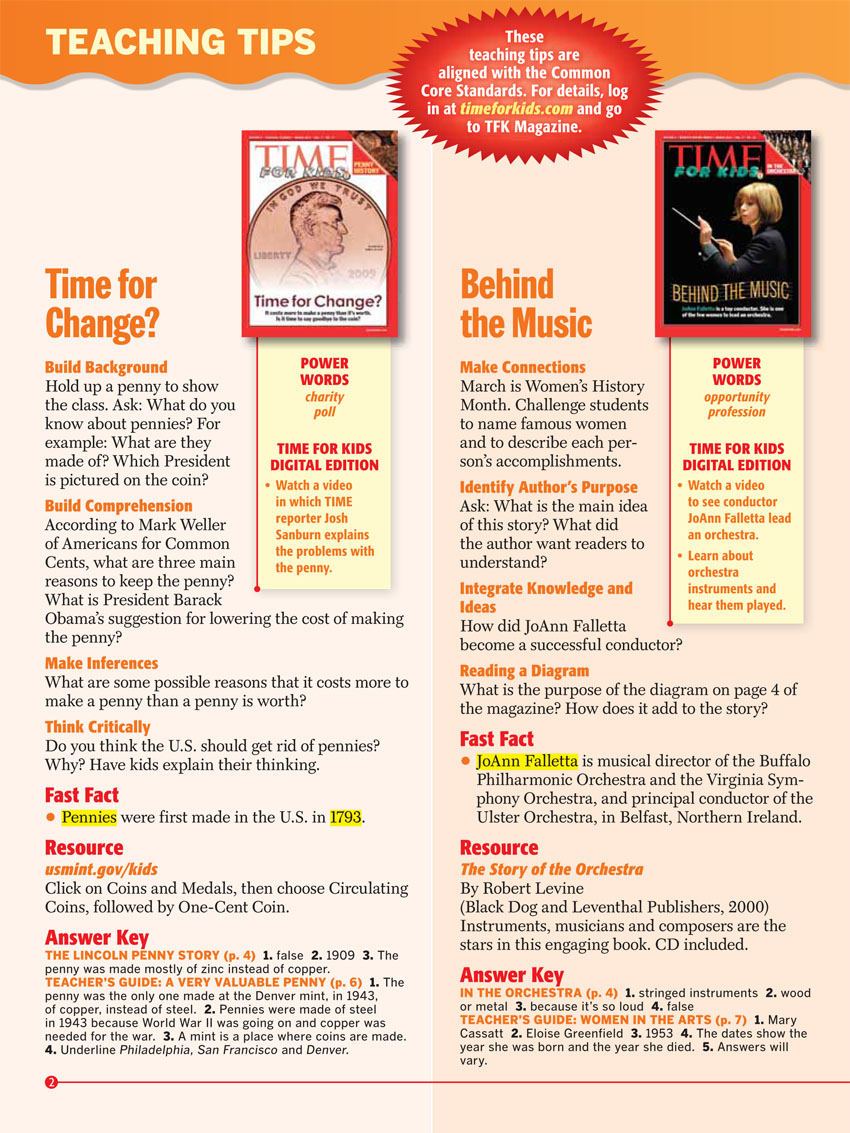 TEACHING TIPS
These
teaching tips are
aligned with the Common
Core Standards. For details, log
in at timeforkids.com and go
to TFK Magazine.
TIME
FOR KIDS
PENNY
HISTORY
IN GOD WE TRUST
LIBERTY
2009
Time for Change?
It costs more to make a penny than it's worth.
Is it time to say goodbye to the coin?
Time for
Change?
Build Background
Hold up a penny to show
the class. Ask: What do you
know about pennies? For
example: What are they
made of? Which President
is pictured on the coin?
Build Comprehension
According to Mark Weller
of Americans for Common
Cents, what are three main
reasons to keep the penny?
What is President Barack
Obama's suggestion for lowering the cost of making
the penny?
Make Inferences
What are some possible reasons that it costs more to
make a penny than a penny is worth?
Think Critically
Do you think the U.S. should get rid of pennies?
Why? Have kids explain their thinking.
Fast Fact
• Pennies were first made in the U.S. in 1793.
Resource
usmint.gov/kids
Click on Coins and Medals, then choose Circulating
Coins, followed by One-Cent Coin.
Answer Key
THE LINCOLN PENNY STORY (p. 4) 1. false 2. 1909 3. The
penny was made mostly of zinc instead of copper.
TEACHER'S GUIDE: A VERY VALUABLE PENNY (p. 6) 1. The
penny was the only one made at the Denver mint, in 1943,
of copper, instead of steel. 2. Pennies were made of steel
in 1943 because World War II was going on and copper was
needed for the war. 3. A mint is a place where coins are made.
4. Underline Philadelphia, San Francisco and Denver.
POWER
WORDS
charity
poll
TIME FOR KIDS
DIGITAL EDITION
• Watch a video
in which TIME
reporter Josh
Sanburn explains
the problems with
the penny.
TIME
FOR KIDS
IN THE
ORCHESTRA
BEHIND THE MUSIC
JoAnn Falletta is a top conductor. She is one
of the few women to lead an orchestra.
Behind
the Music
Make Connections
March is Women's History
Month. Challenge students
to name famous women
and to describe each per-
son's accomplishments.
Identify Author's Purpose
Ask: What is the main idea
of this story? What did
the author want readers to
understand?
Integrate Knowledge and
Ideas
How did JoAnn Falletta
become a successful conductor?
Reading a Diagram
What is the purpose of the diagram on page 4 of
the magazine? How does it add to the story?
Fast Fact
• JoAnn Falletta is musical director of the Buffalo
Philharmonic Orchestra and the Virginia Sym-
phony Orchestra, and principal conductor of the
Ulster Orchestra, in Belfast, Northern Ireland.
Resource
The Story of the Orchestra
By Robert Levine
(Black Dog and Leventhal Publishers, 2000)
Instruments, musicians and composers are the
stars in this engaging book. CD included.
Answer Key
IN THE ORCHESTRA (p. 4) 1. stringed instruments 2. wood
or metal 3. because it's so loud 4. false
TEACHER'S GUIDE: WOMEN IN THE ARTS (p. 7) 1. Mary
Cassatt 2. Eloise Greenfield 3. 1953 4. The dates show the
year she was born and the year she died. 5. Answers will
vary.
POWER
WORDS
opportunity
profession
TIME FOR KIDS
DIGITAL EDITION
• Watch a video
to see conductor
JoAnn Falletta lead
an orchestra.
• Learn about
orchestra
instruments and
hear them played.
2